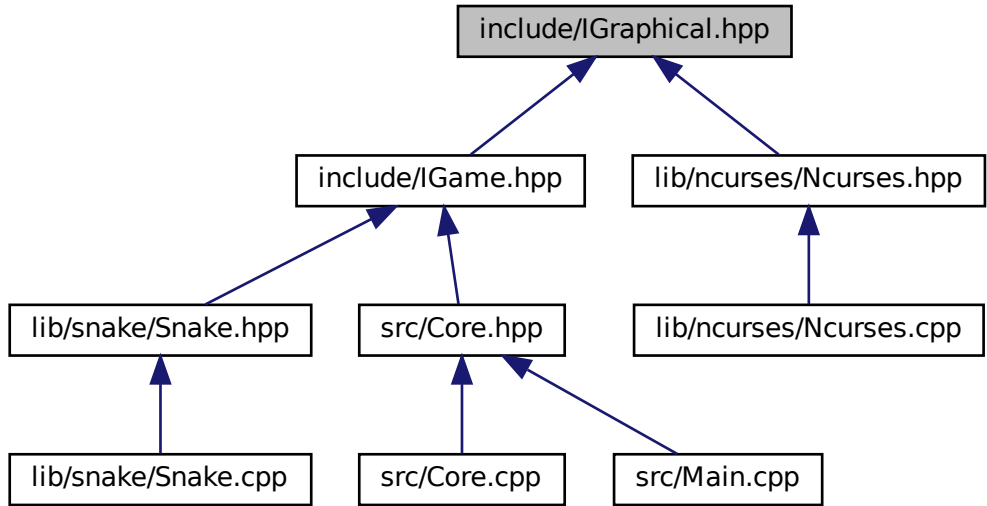 include/IGraphical.hpp
include/IGame.hpp
lib/ncurses/Ncurses.hpp
lib/snake/Snake.hpp
src/Core.hpp
lib/ncurses/Ncurses.cpp
lib/snake/Snake.cpp
src/Core.cpp
src/Main.cpp